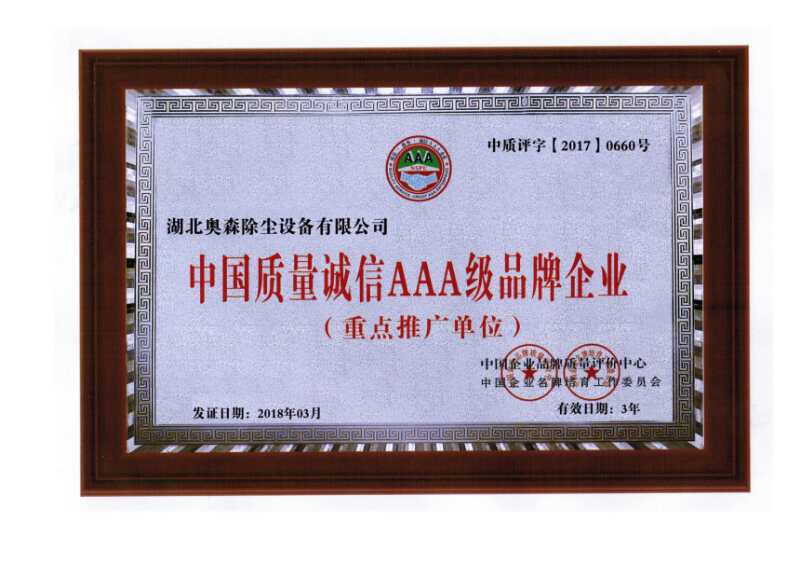 中质评字【2017】0660号
AAA
湖北奥森除尘设备有限公司
中国质量诚信AAA级品牌企业
（重点推广单位）
中国企业品牌质量评价中心
中国企业名牌培育工作委员会
发证日期：2018年03月
有效日期：3年